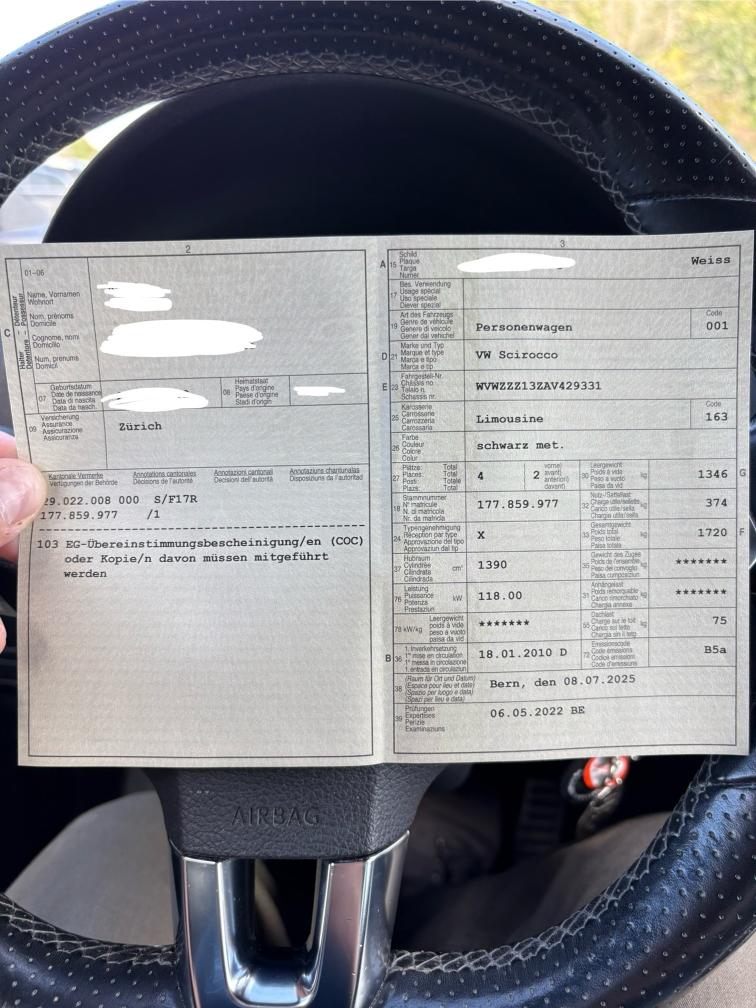 2
01-06
C
Halter Détenteur
Detentore Possessur
Name, Vornamen
Wohnort
Nom, prénoms
Domicile
Cognome, nomi
Domicilio
Num, prenums
Domicil
07
Geburtsdatum
Date de naissance
Data di nascita
Data da nasch.
08
Heimatstaat
Pays d'origine
Paese d'origine
Stadi d'origin
09
Versicherung
Assurance
Assicurazione
Assicuranza
Zürich
Kantonale Vermerke
Verfügungen der Behörde
Annotations cantonales
Décisions de l'autorité
Annotazioni cantonali
Decisioni dell'autorità
Annotaziuns chantunalas
Disposiziuns da l'autoritad
29.022.008 000 S/F17R
177.859.977 /1
103 EG-Übereinstimmungsbescheinigung/en (COC)
oder Kopie/n davon müssen mitgeführt
werden
3
A 15
Schild
Plaque
Targa
Numer
Weiss
17
Bes. Verwendung
Usage spécial
Uso speciale
Diever spezial
19
Art des Fahrzeugs
Genre de véhicule
Genere di veicolo
Gener dal vehichel
Personenwagen
Code
001
D 21
Marke und Typ
Marque et type
Marca e tipo
Marca e tip
VW Scirocco
E 23
Fahrgestell-Nr.
Châssis no
Telaio n.
Schassis nr.
WVWZZZ13ZAV429331
25
Karosserie
Carrosserie
Carrozzeria
Carossaria
Limousine
Code
163
26
Farbe
Couleur
Colore
Colur
schwarz met.
27
Plätze: Total
Places: Total
Posti: Totale
Plazs: Total
4
2
vorne/
avant/
anteriori/
davant/
30
Leergewicht
Poids à vide
Peso a vuoto
Paisa da vid
kg
1346 G
18
Stammnummer
N° matricule
N. di matricola
Nr. da matricla
177.859.977
32
Nutz-/Sattellast
Charge utile/sellette
Carico utile/sella
Chargia utila/sella
kg
374
24
Typengenehmigung
Réception par type
Approvazione del tipo
Approvaziun dal tip
X
33
Gesamtgewicht
Poids total
Peso totale
Paisa totala
kg
1720 F
37
Hubraum
Cylindrée
Cilindrata
Cilindrada
cm³
1390
35
Gewicht des Zuges
Poids de l'ensemble
Peso del convoglio
Paisa cumposiziun
kg
*******
76
Leistung
Puissance
Potenza
Prestaziun
kW
118.00
31
Anhängelast
Poids remorquable
Carico rimorchiato
Chargia annexa
kg
*******
78 kW/kg
Leergewicht
poids à vide
peso a vuoto
paisa da vid
*******
55
Dachlast
Charge sur le toit
Carico sul tetto
Chargia sin il tetg
kg
75
B 36
1. Inverkehrsetzung
1re mise en circulation
1a messa in circolazione
1. entrada en circulaziun
18.01.2010 D
72
Emissionscode
Code émissions
Codice emissioni
Code d'emissiuns
B5a
38
(Raum für Ort und Datum)
(Espace pour lieu et date)
(Spazio per luogo e data)
(Spazi per lieu e data)
Bern, den 08.07.2025
39
Prüfungen
Expertises
Perizie
Examinaziuns
06.05.2022 BE
AIRBAG